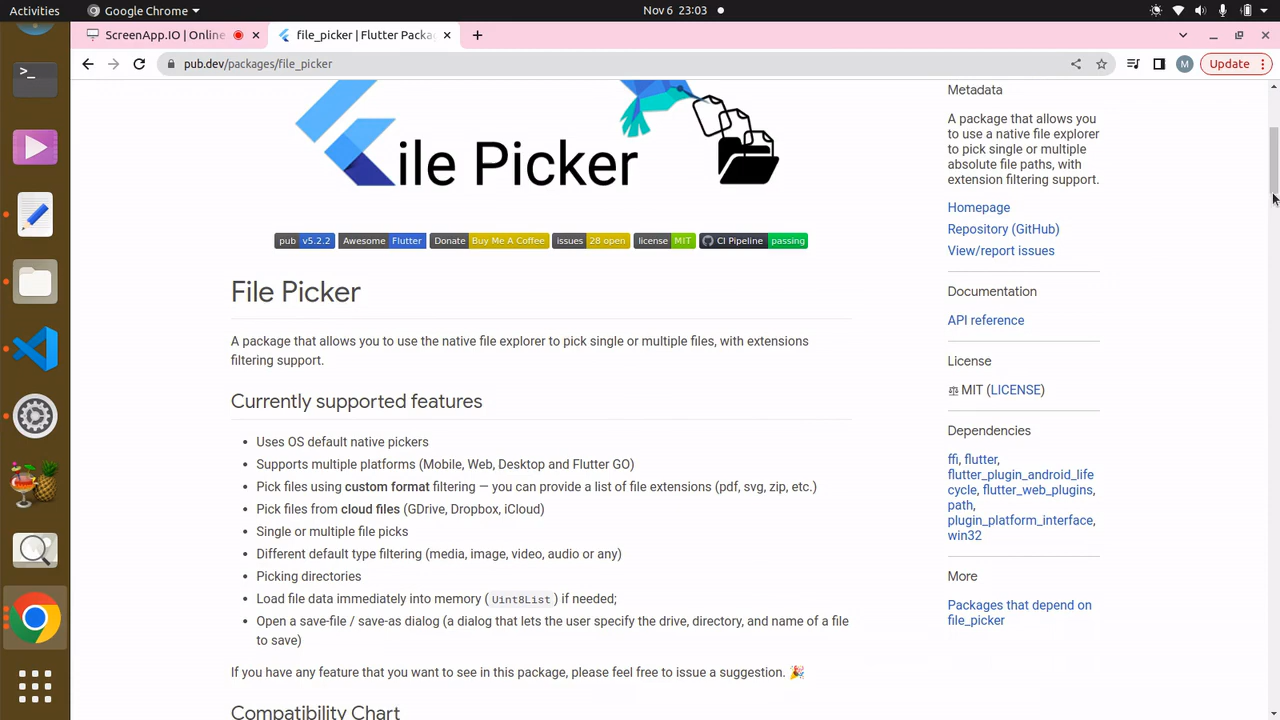 Activities
Google Chrome
Nov 6 23:03
ScreenApp.IO | Online
file_picker | Flutter Packa
pub.dev/packages/file_picker
M
Update
ile Picker
pub v5.2.2
Awesome Flutter
Donate Buy Me A Coffee
issues 28 open
license MIT
CI Pipeline passing
File Picker
A package that allows you to use the native file explorer to pick single or multiple files, with extensions
filtering support.
Currently supported features
• Uses OS default native pickers
• Supports multiple platforms (Mobile, Web, Desktop and Flutter GO)
• Pick files using custom format filtering — you can provide a list of file extensions (pdf, svg, zip, etc.)
• Pick files from cloud files (GDrive, Dropbox, iCloud)
• Single or multiple file picks
• Different default type filtering (media, image, video, audio or any)
• Picking directories
• Load file data immediately into memory (Uint8List) if needed;
• Open a save-file / save-as dialog (a dialog that lets the user specify the drive, directory, and name of a file
to save)
If you have any feature that you want to see in this package, please feel free to issue a suggestion. 🎉
Compatibility Chart
Metadata
A package that allows you
to use a native file explorer
to pick single or multiple
absolute file paths, with
extension filtering support.
Homepage
Repository (GitHub)
View/report issues
Documentation
API reference
License
MIT (LICENSE)
Dependencies
ffi, flutter,
flutter_plugin_android_life
cycle, flutter_web_plugins,
path,
plugin_platform_interface,
win32
More
Packages that depend on
file_picker